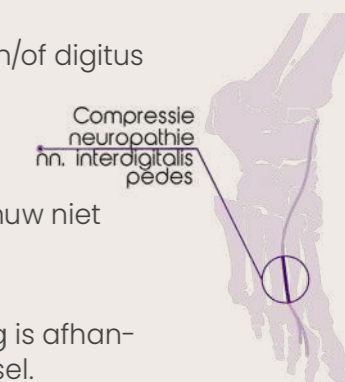 n/of digitus
Compressie
neuropathie
nn. interdigitalis
pedes
nuw niet
g is afhan-
sel.